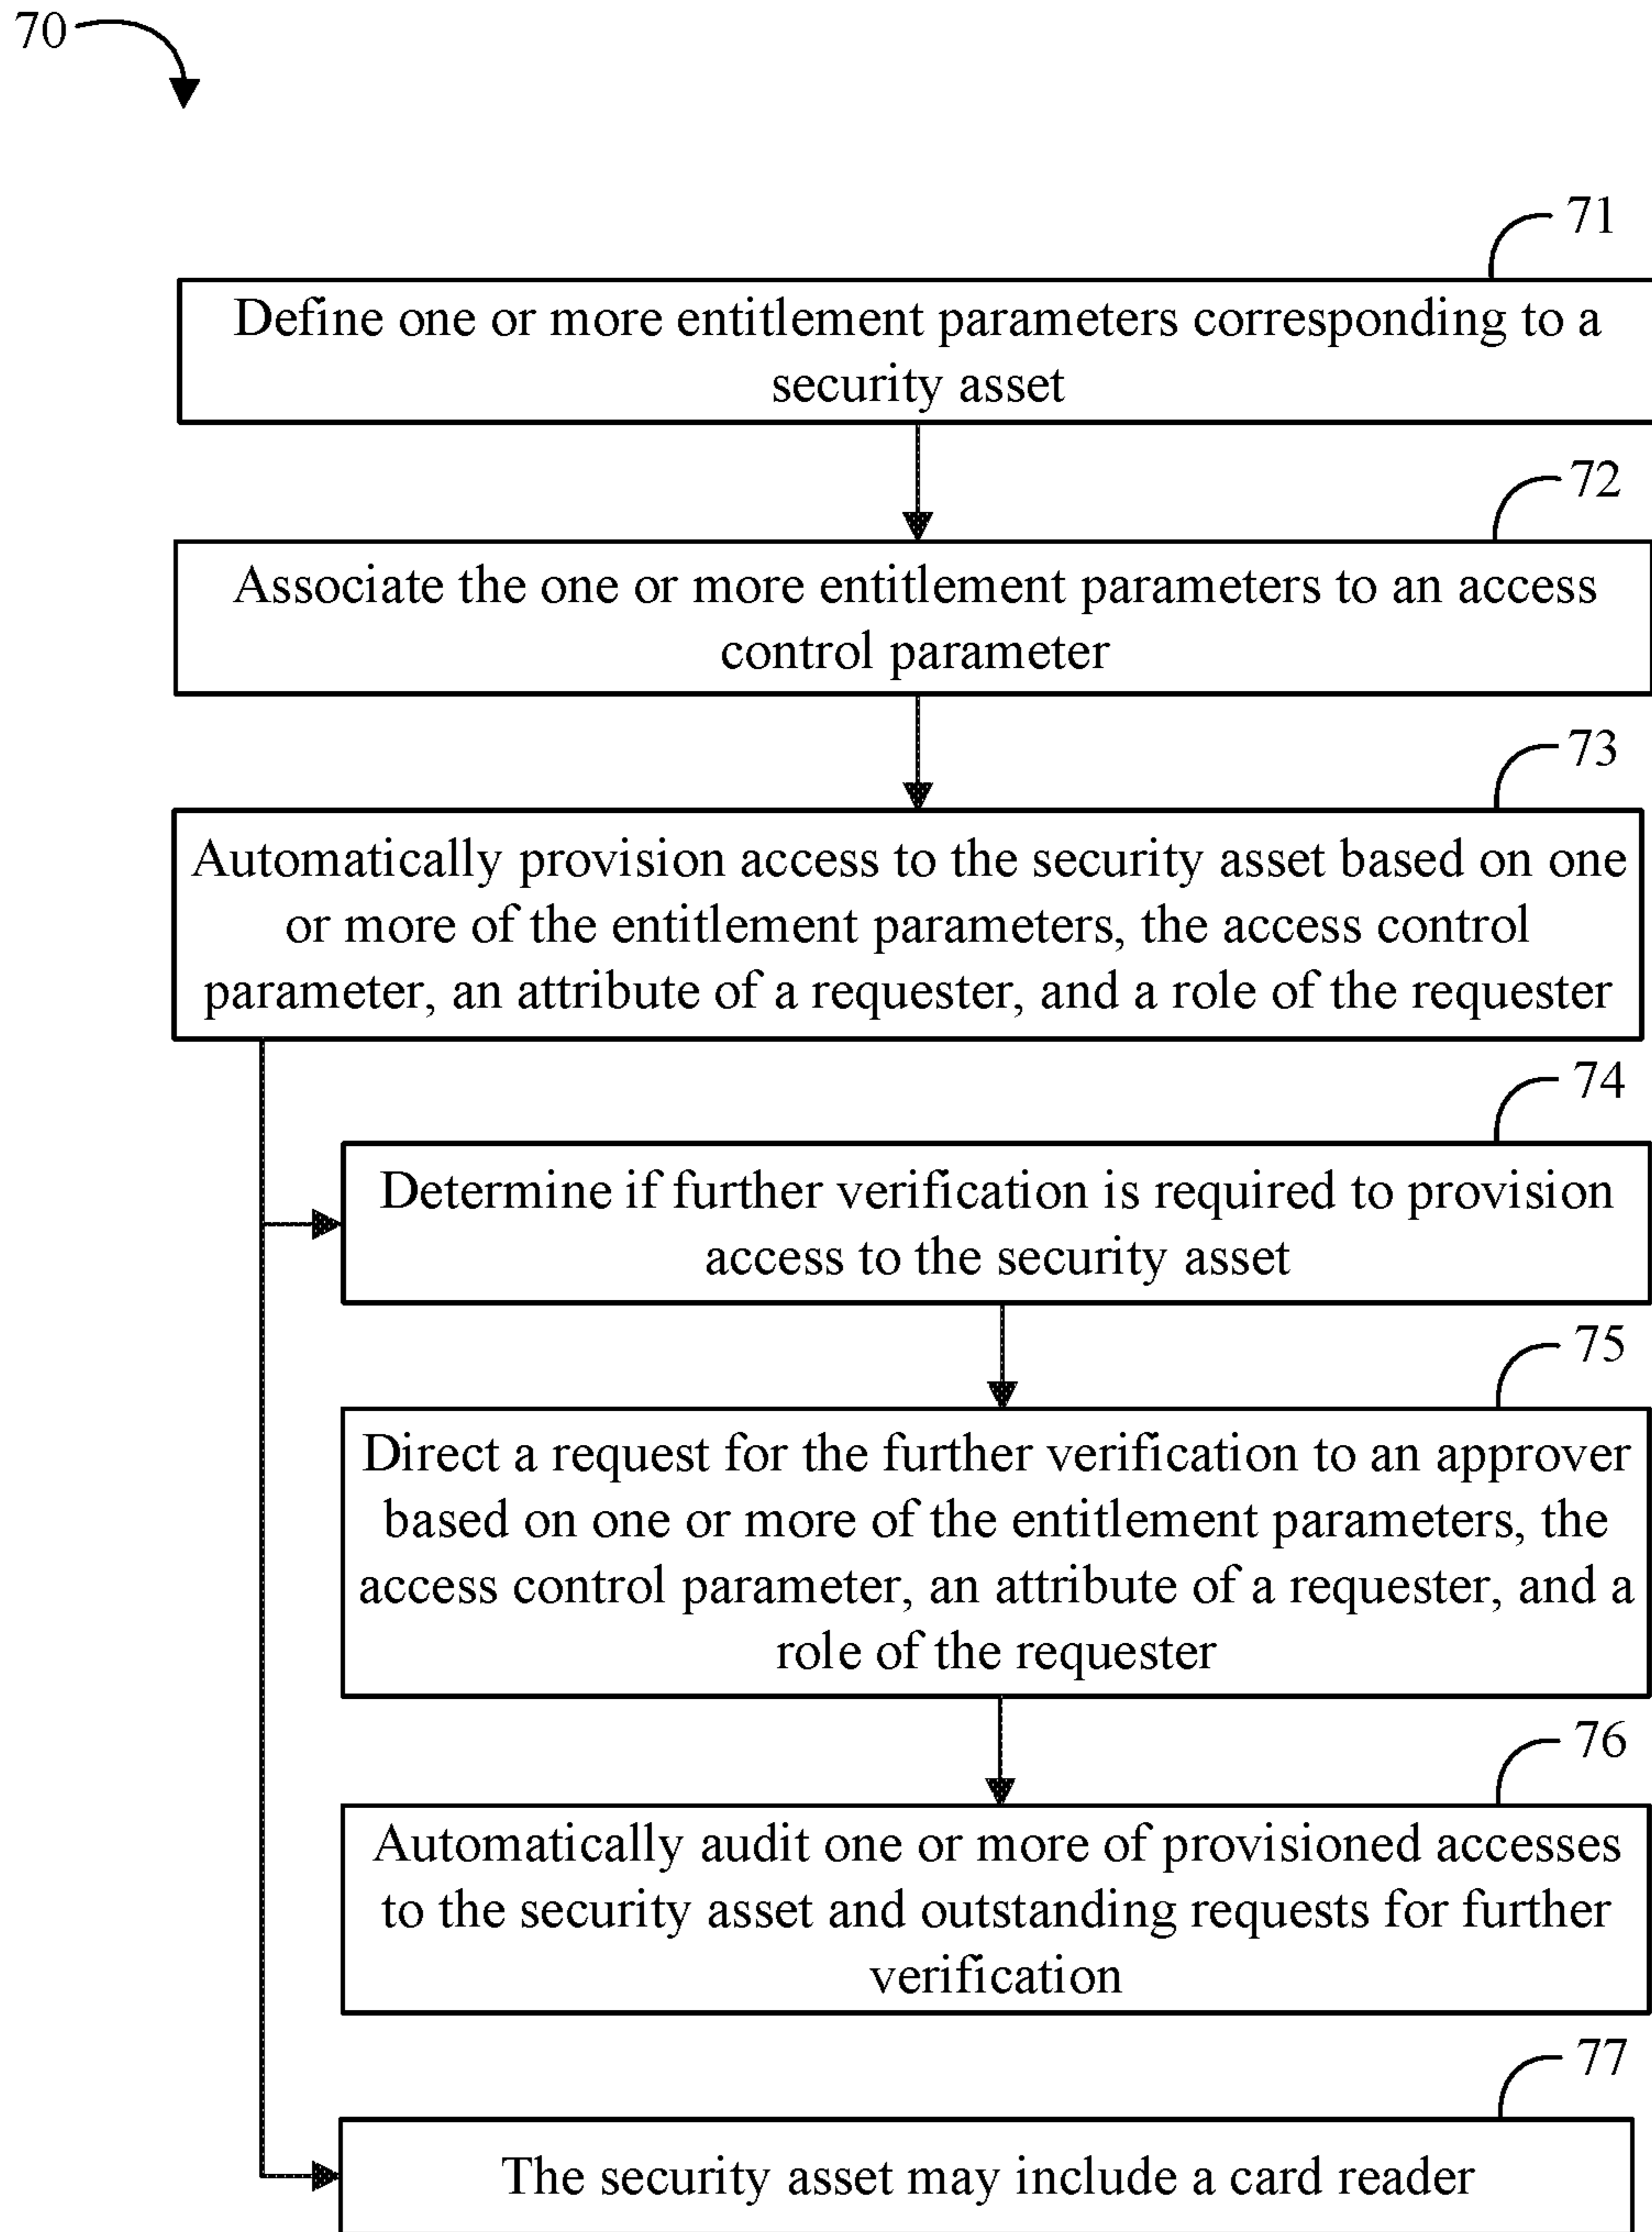 70
71
Define one or more entitlement parameters corresponding to a
security asset
72
Associate the one or more entitlement parameters to an access
control parameter
73
Automatically provision access to the security asset based on one
or more of the entitlement parameters, the access control
parameter, an attribute of a requester, and a role of the requester
74
Determine if further verification is required to provision
access to the security asset
75
Direct a request for the further verification to an approver
based on one or more of the entitlement parameters, the
access control parameter, an attribute of a requester, and a
role of the requester
76
Automatically audit one or more of provisioned accesses
to the security asset and outstanding requests for further
verification
77
The security asset may include a card reader